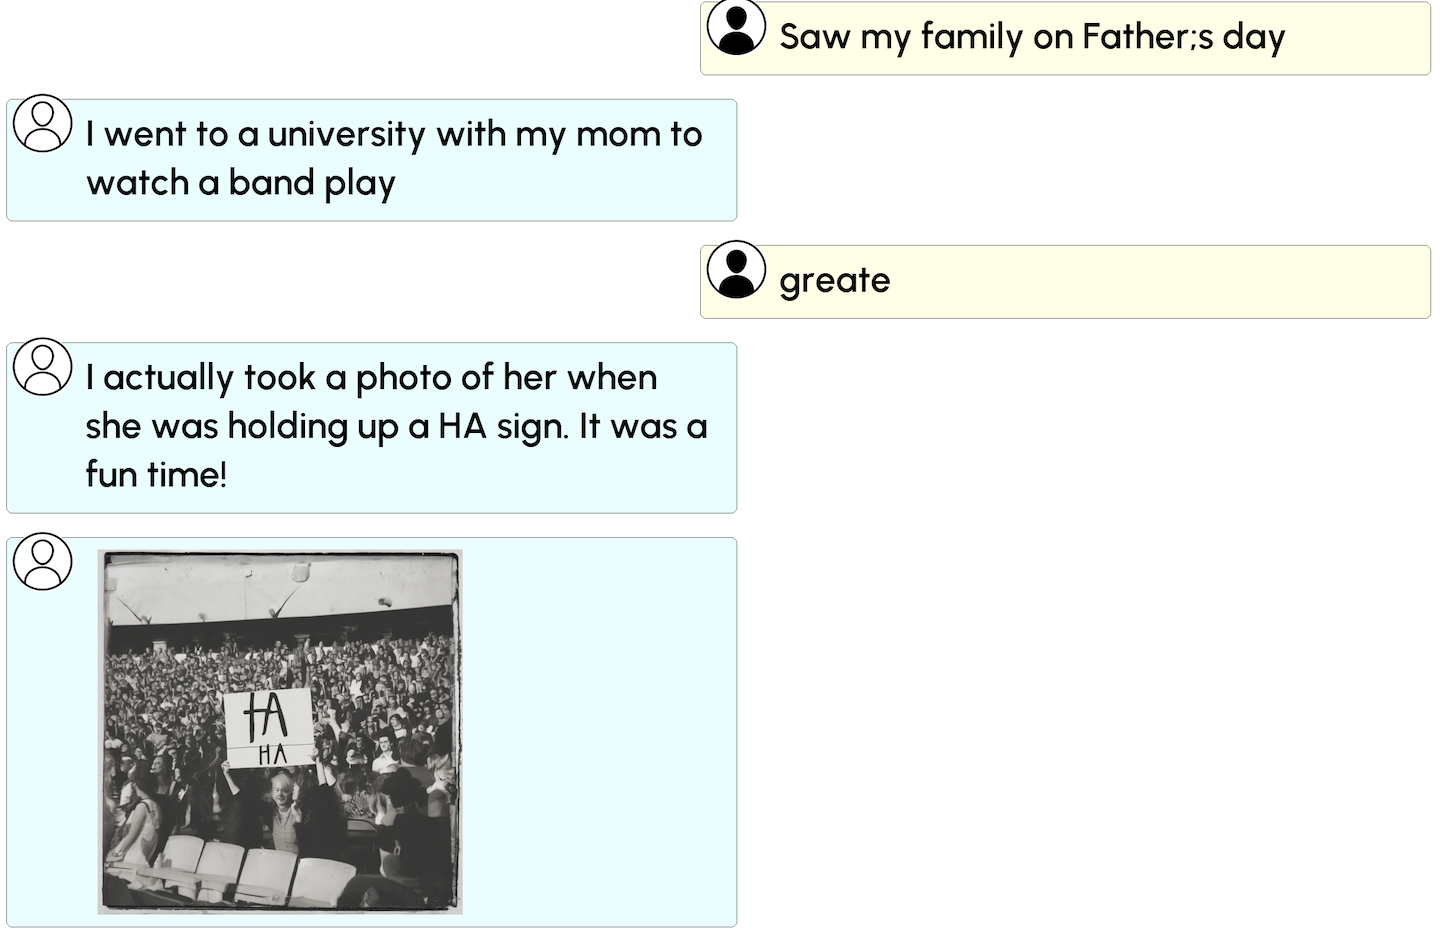 Saw my family on Father;s day
I went to a university with my mom to
watch a band play
greate
I actually took a photo of her when
she was holding up a HA sign. It was a
fun time!
HA
HA